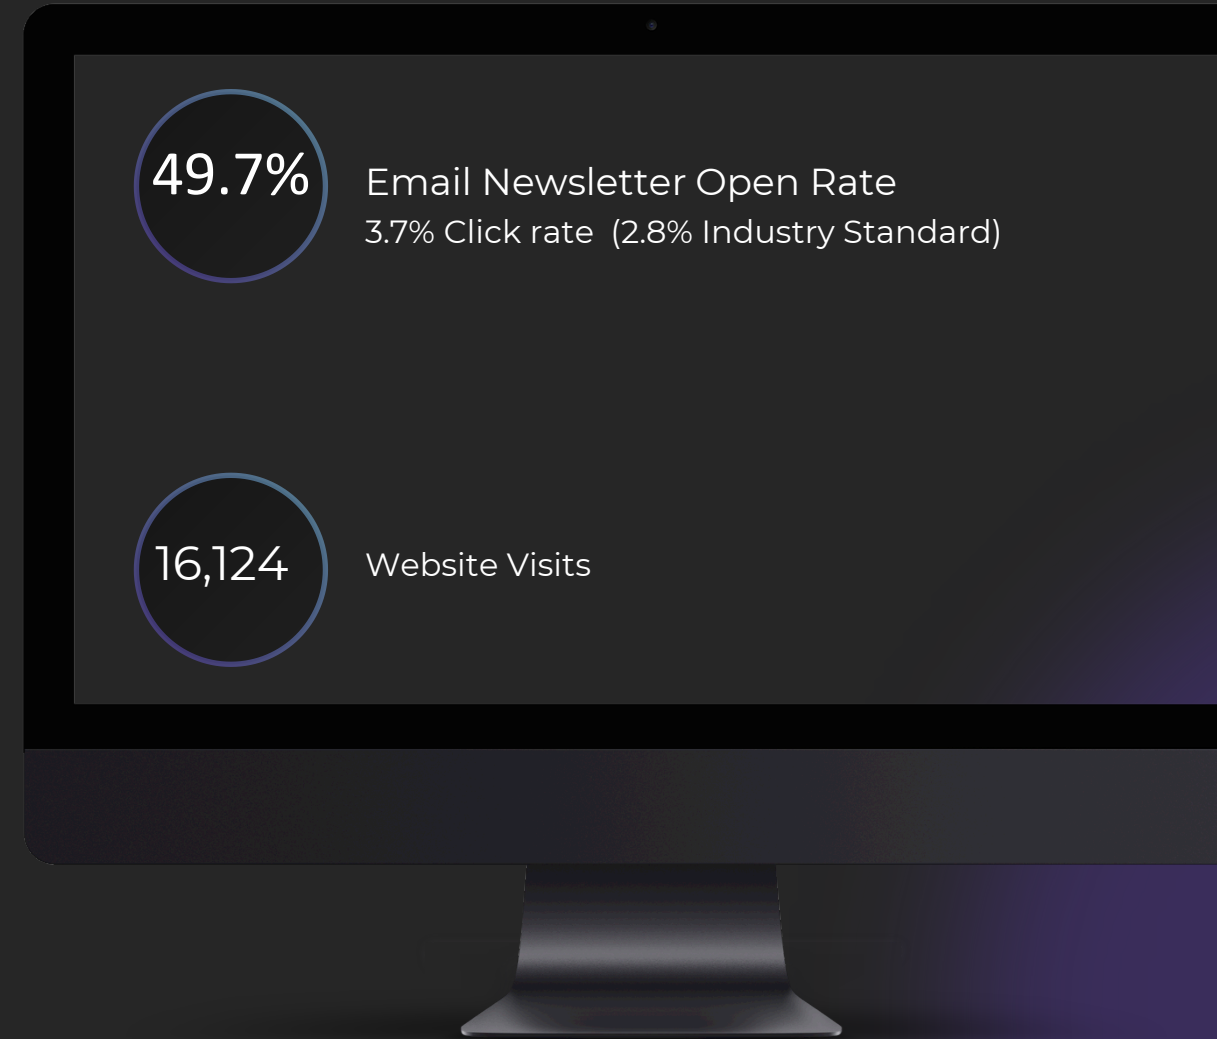 49.7%
Email Newsletter Open Rate
3.7% Click rate  (2.8% Industry Standard)
16,124
Website Visits